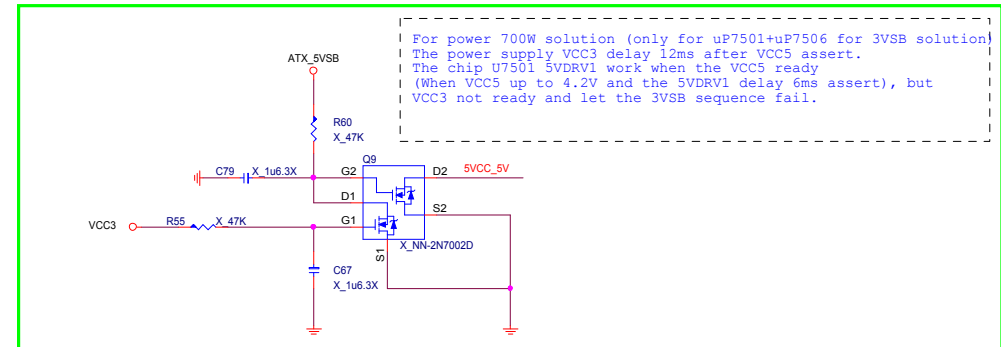 For power 700W solution (only for uP7501+uP7506 for 3VSB solution)
The power supply VCC3 delay 12ms after VCC5 assert.
The chip U7501 5VDRV1 work when the VCC5 ready
(When VCC5 up to 4.2V and the 5VDRV1 delay 6ms assert), but
VCC3 not ready and let the 3VSB sequence fail.
ATX_5VSB
R60
X_47K
Q9
C79
X_1u6.3X
G2
D2
5VCC_5V
D1
S2
VCC3
R55
X_47K
G1
S1
X_NN-2N7002D
C67
X_1u6.3X